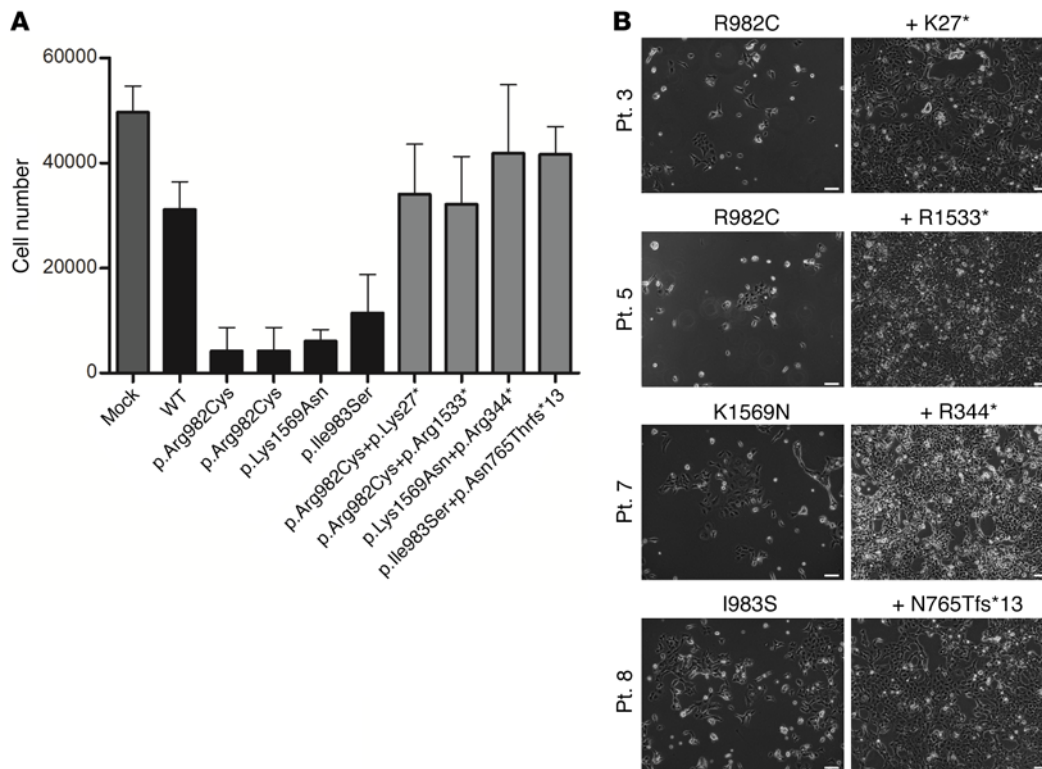 A
60000
40000
20000
0
Cell number
Mock
WT
p.Arg982Cys
p.Arg982Cys
p.Lys1569Asn
p.Ile983Ser
p.Arg982Cys+p.Lys27*
p.Arg982Cys+p.Arg1533*
p.Lys1569Asn+p.Arg344*
p.Ile983Ser+p.Asn765Thrfs*13
B
R982C + K27*
Pt. 3
R982C + R1533*
Pt. 5
K1569N + R344*
Pt. 7
I983S + N765Tfs*13
Pt. 8